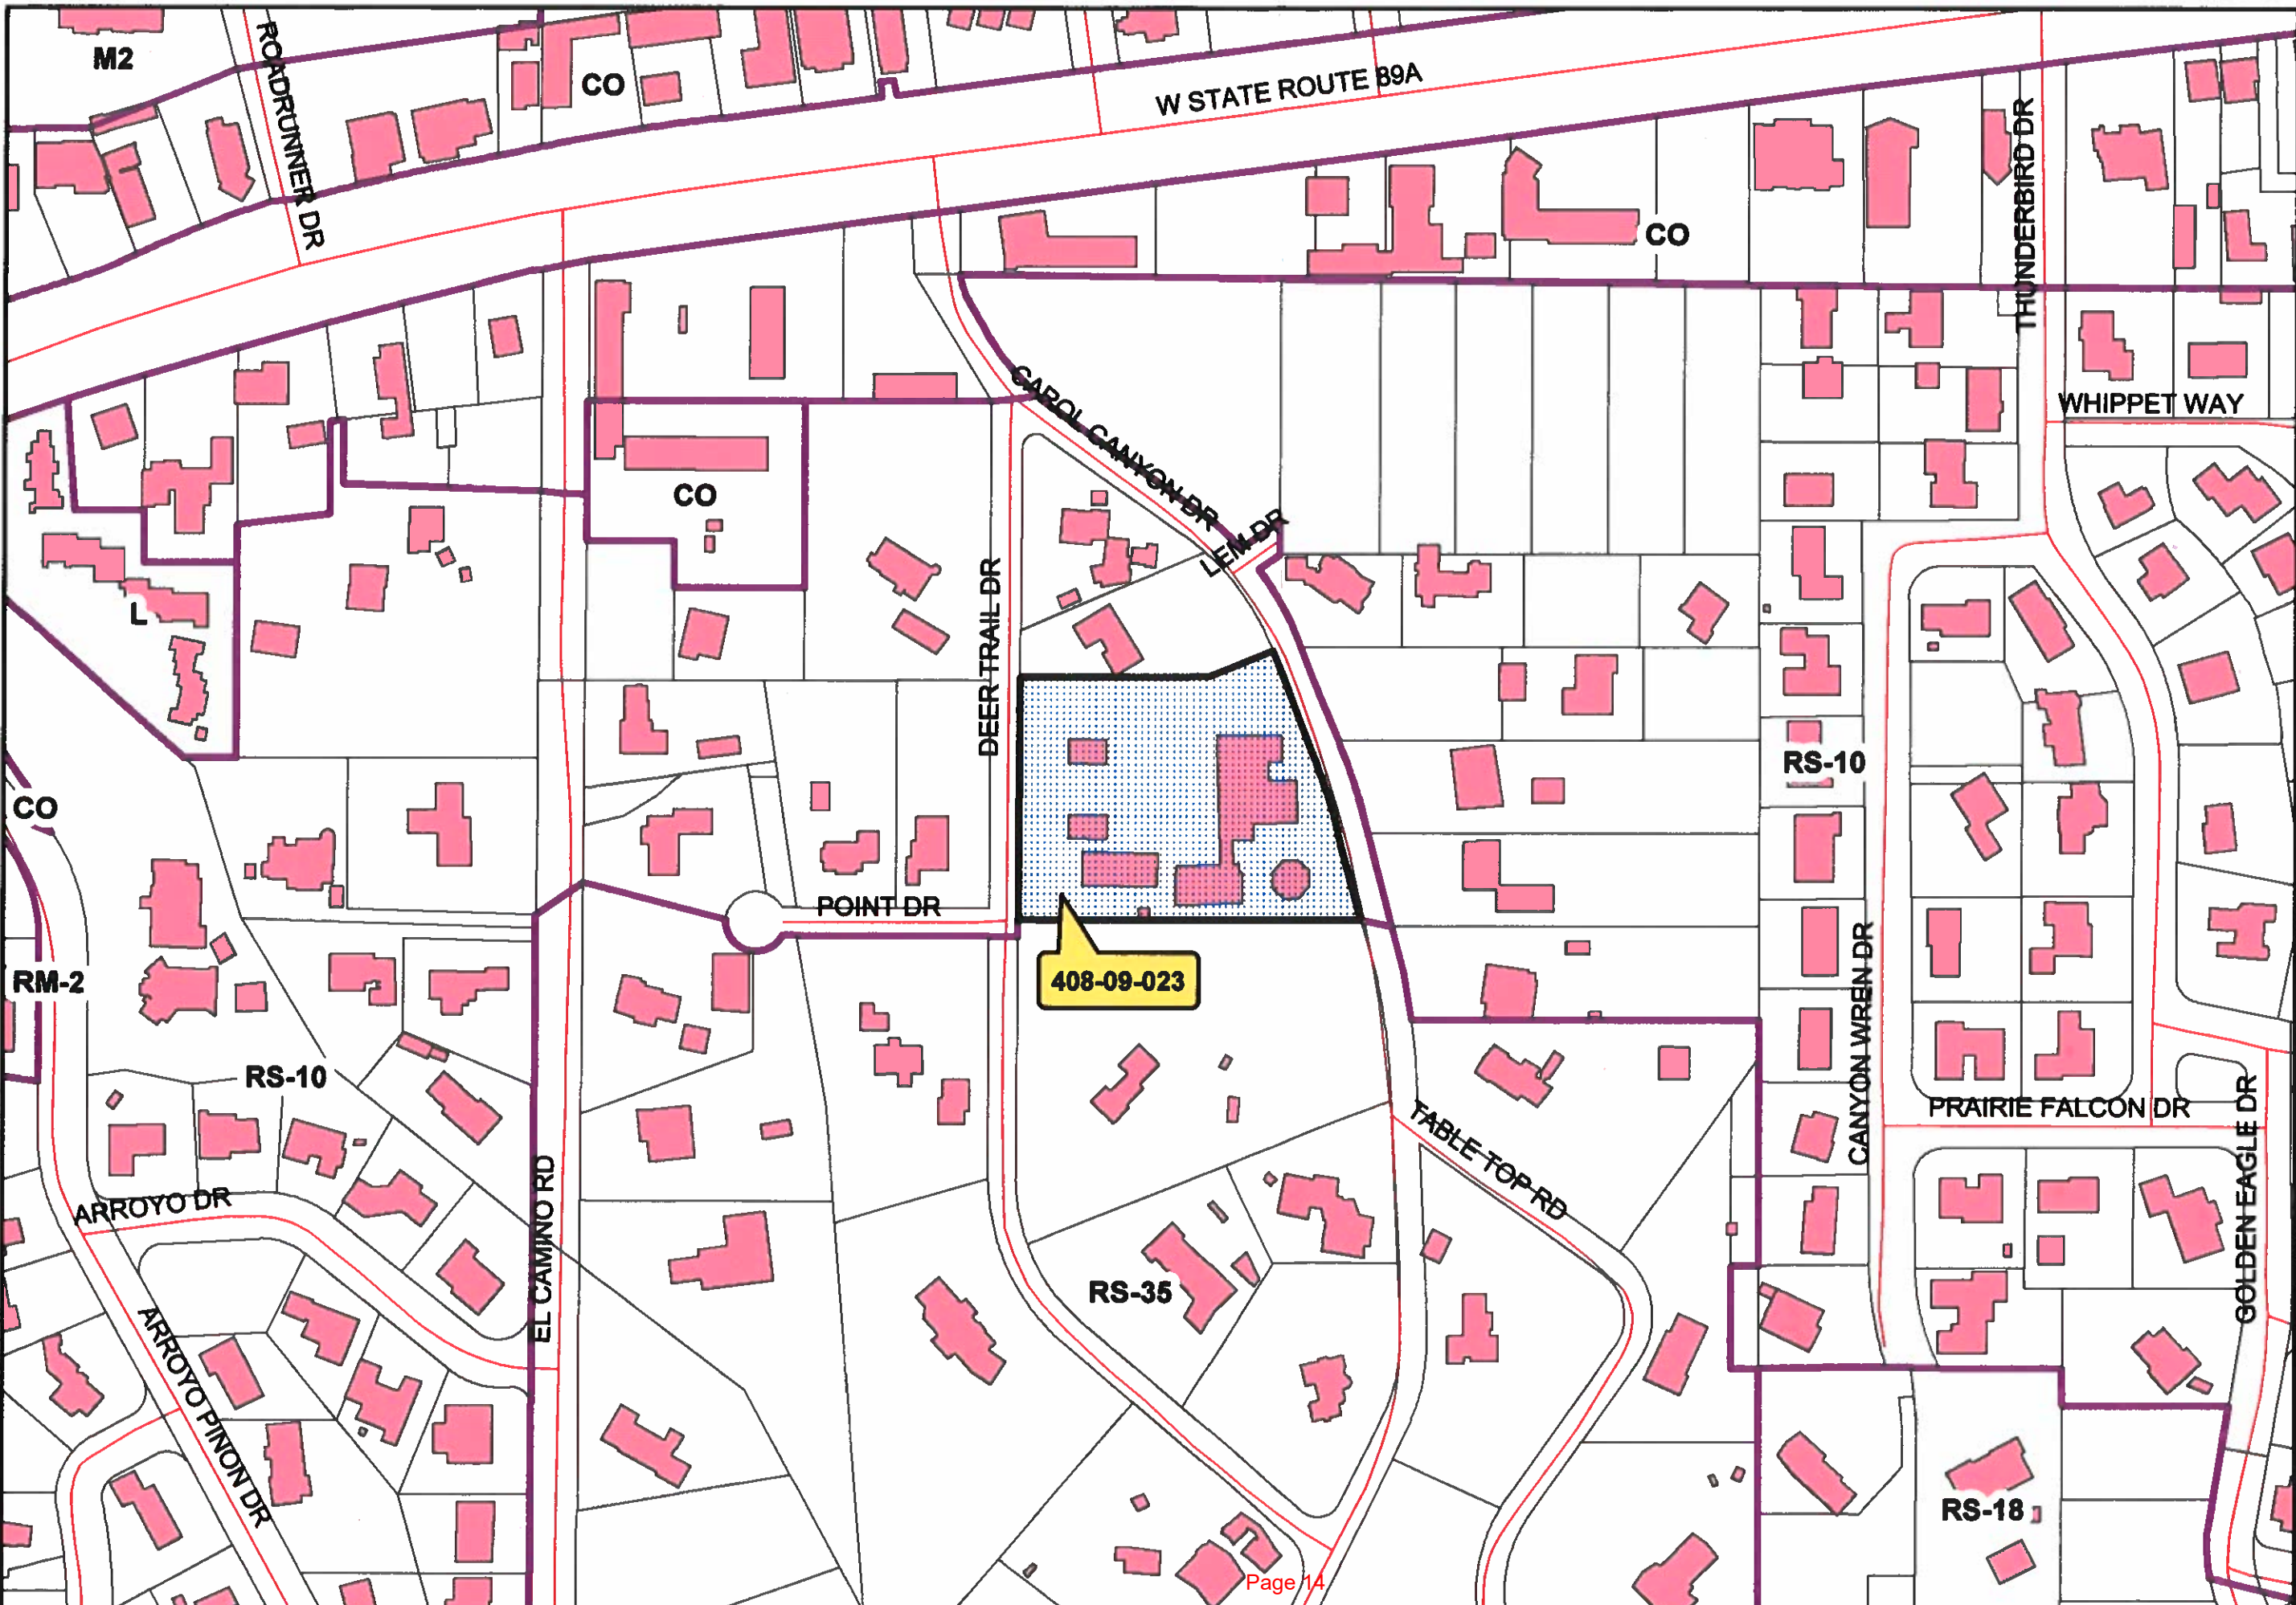 M2
ROADRUNNER DR
CO
W STATE ROUTE 89A
THUNDERBIRD DR
CO
CAROL CANYON DR
WHIPPET WAY
CO
LEM DR
DEER TRAIL DR
L
RS-10
CO
POINT DR
408-09-023
RM-2
CANYON WREN DR
RS-10
TABLE TOP RD
PRAIRIE FALCON DR
GOLDEN EAGLE DR
ARROYO DR
EL CAMINO RD
RS-35
ARROYO PINON DR
RS-18
Page 14